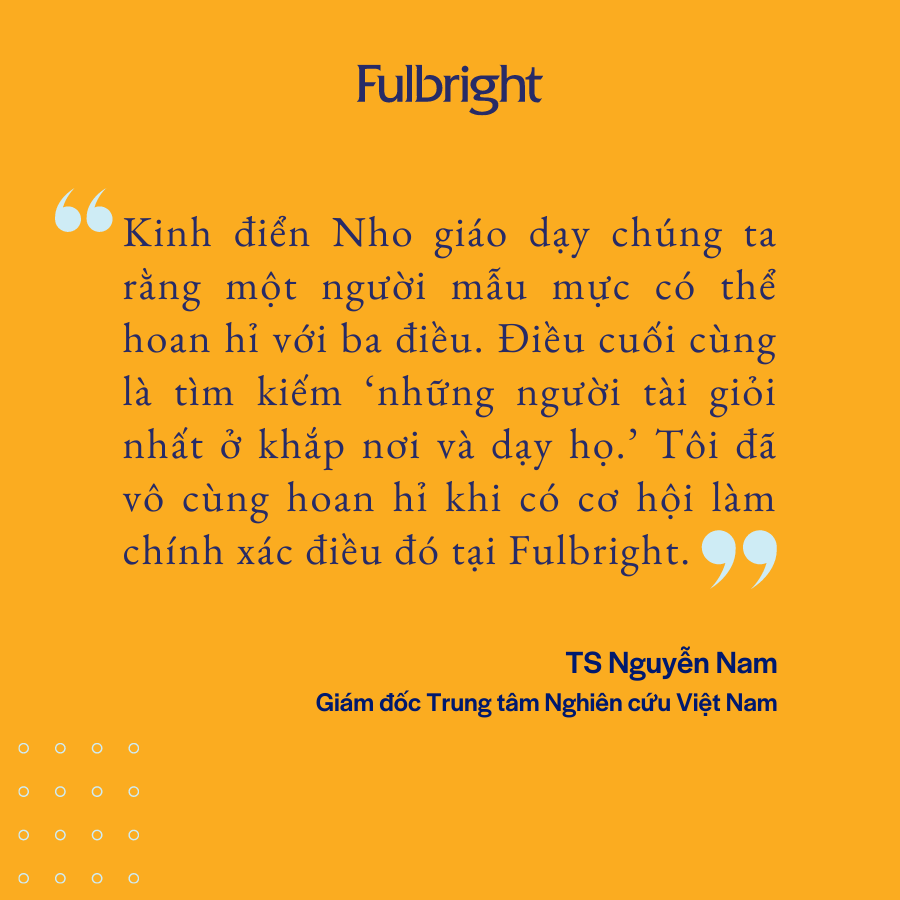 Fulbright
“Kinh điển Nho giáo dạy chúng ta
rằng một người mẫu mực có thể
hoan hỉ với ba điều. Điều cuối cùng
là tìm kiếm ‘những người tài giỏi
nhất ở khắp nơi và dạy họ.’ Tôi đã
vô cùng hoan hỉ khi có cơ hội làm
chính xác điều đó tại Fulbright.”
TS Nguyễn Nam
Giám đốc Trung tâm Nghiên cứu Việt Nam